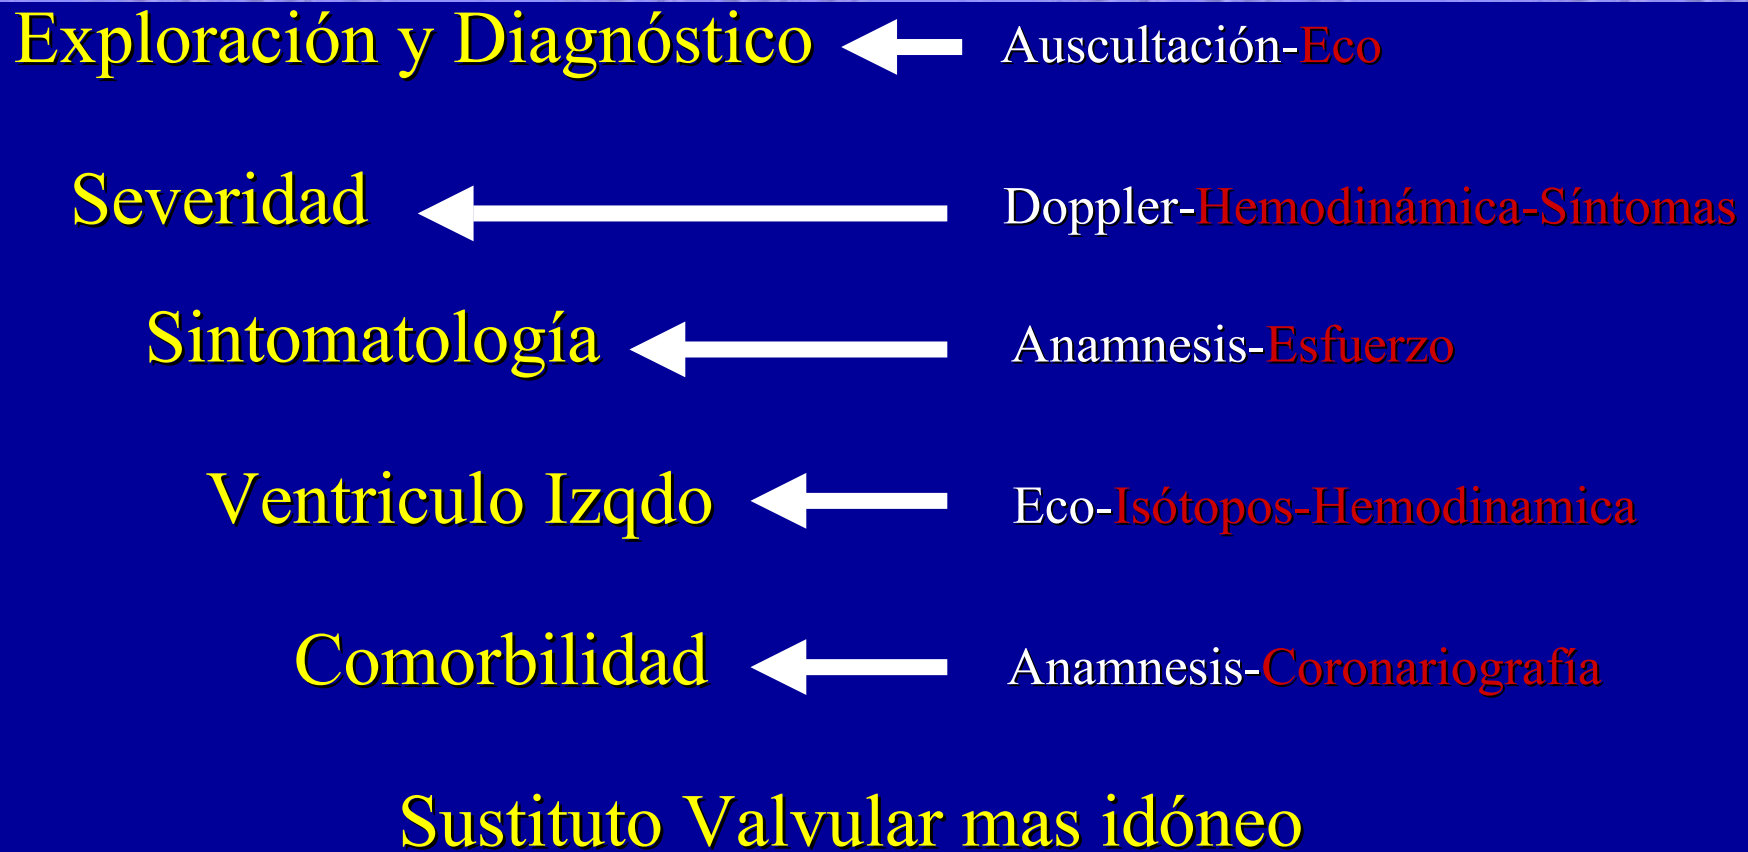 Exploración y Diagnóstico Auscultación-Eco
Severidad Doppler-Hemodinámica-Síntomas
Sintomatología Anamnesis-Esfuerzo
Ventriculo Izqdo Eco-Isótopos-Hemodinamica
Comorbilidad Anamnesis-Coronariografía
Sustituto Valvular mas idóneo